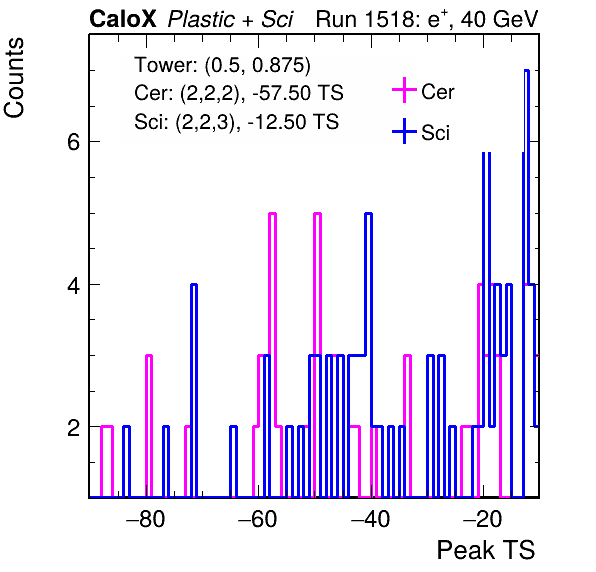 CaloX Plastic + Sci Run 1518: e+, 40 GeV
Counts
Tower: (0.5, 0.875)
Cer: (2,2,2), -57.50 TS
Sci: (2,2,3), -12.50 TS
Cer
Sci
6
4
2
−80 −60 −40 −20
Peak TS